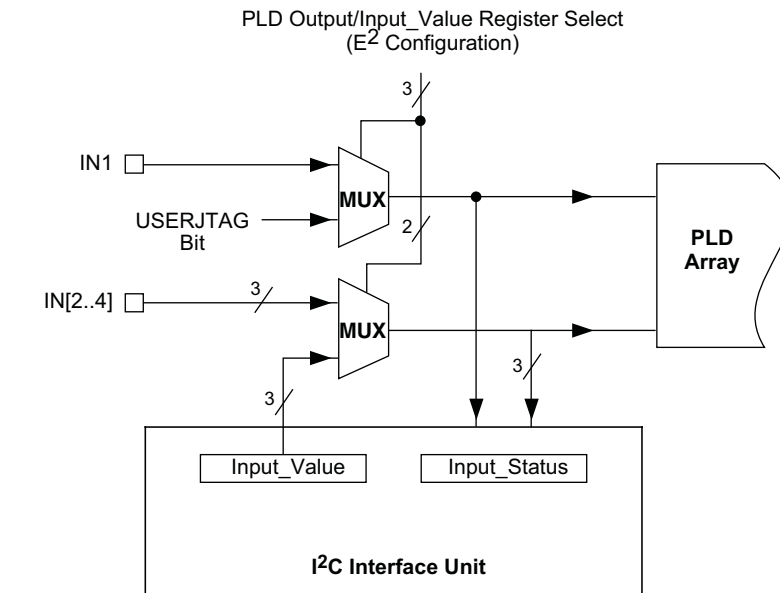 PLD Output/Input_Value Register Select
(E2 Configuration)
3
IN1
MUX
USERJTAG
Bit
2
PLD
Array
IN[2..4]
3
MUX
3
3
Input_Value
Input_Status
I2C Interface Unit